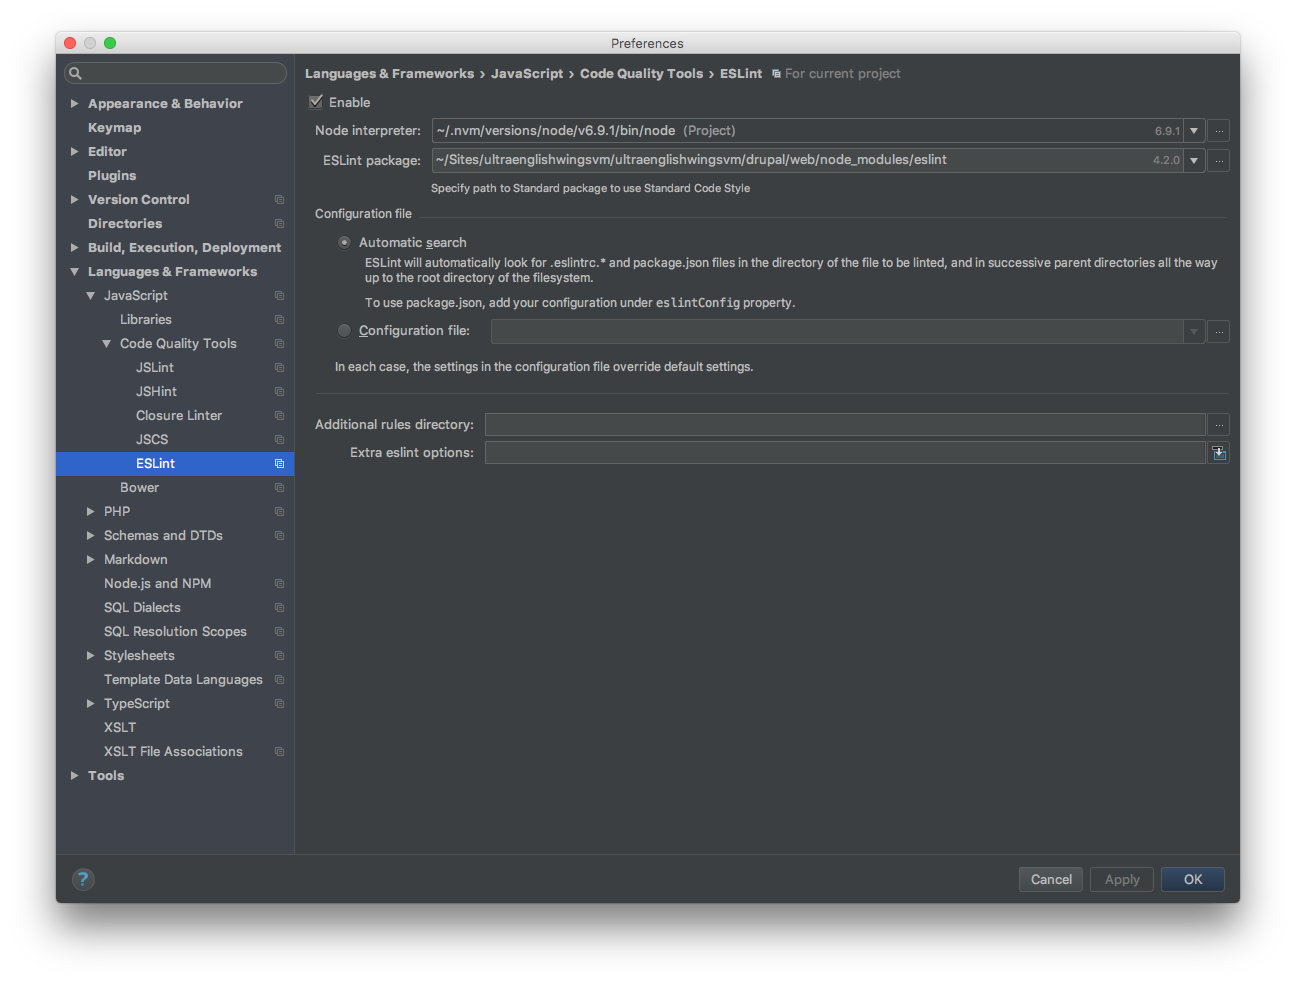 Preferences
Appearance & Behavior
Keymap
Editor
Plugins
Version Control
Directories
Build, Execution, Deployment
Languages & Frameworks
JavaScript
Libraries
Code Quality Tools
JSLint
JSHint
Closure Linter
JSCS
ESLint
Bower
PHP
Schemas and DTDs
Markdown
Node.js and NPM
SQL Dialects
SQL Resolution Scopes
Stylesheets
Template Data Languages
TypeScript
XSLT
XSLT File Associations
Tools
Languages & Frameworks › JavaScript › Code Quality Tools › ESLint For current project
Enable
Node interpreter: ~/.nvm/versions/node/v6.9.1/bin/node (Project) 6.9.1 ...
ESLint package: ~/Sites/ultraenglishwingsvm/ultraenglishwingsvm/drupal/web/node_modules/eslint 4.2.0 ...
Specify path to Standard package to use Standard Code Style
Configuration file
Automatic search
ESLint will automatically look for .eslintrc.* and package.json files in the directory of the file to be linted, and in successive parent directories all the way
up to the root directory of the filesystem.
To use package.json, add your configuration under eslintConfig property.
Configuration file: ...
In each case, the settings in the configuration file override default settings.
Additional rules directory: ...
Extra eslint options:
? Cancel Apply OK